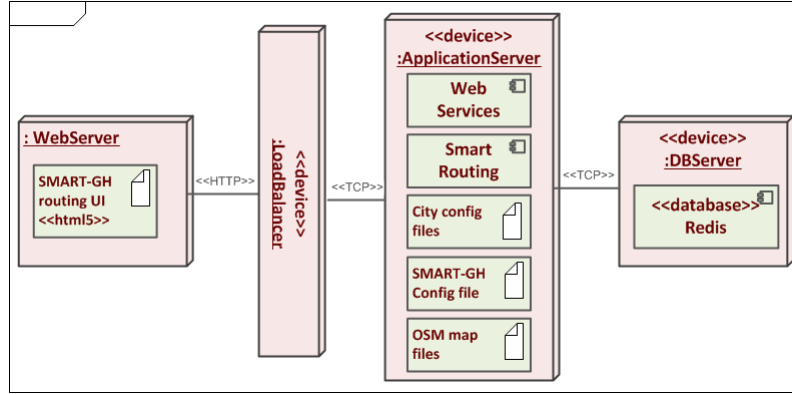 : WebServer
SMART-GH
routing UI
<<html5>>
<<HTTP>>
<<device>>
:LoadBalancer
<<TCP>>
<<device>>
:ApplicationServer
Web
Services
Smart
Routing
City config
files
SMART-GH
Config file
OSM map
files
<<TCP>>
<<device>>
:DBServer
<<database>>
Redis